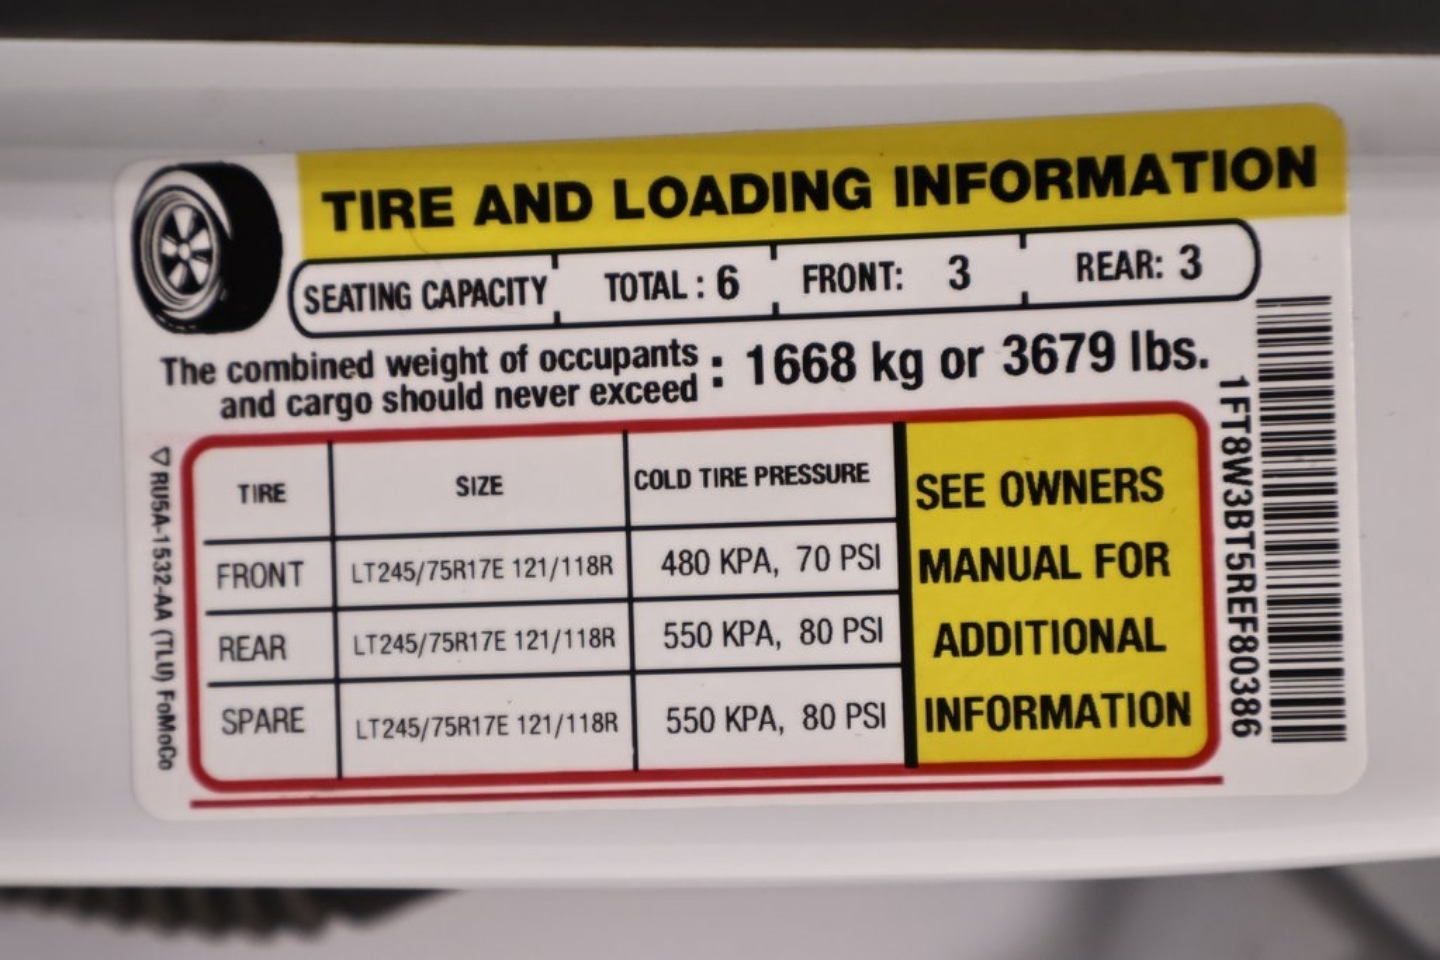 TIRE AND LOADING INFORMATION
SEATING CAPACITY TOTAL : 6 FRONT: 3 REAR: 3
The combined weight of occupants
and cargo should never exceed : 1668 kg or 3679 lbs.
TIRE SIZE COLD TIRE PRESSURE
FRONT LT245/75R17E 121/118R 480 KPA, 70 PSI
REAR LT245/75R17E 121/118R 550 KPA, 80 PSI
SPARE LT245/75R17E 121/118R 550 KPA, 80 PSI
SEE OWNERS
MANUAL FOR
ADDITIONAL
INFORMATION
1FT8W3BT5REF80386
RU5A-1532-AA (TLU) FoMoCo